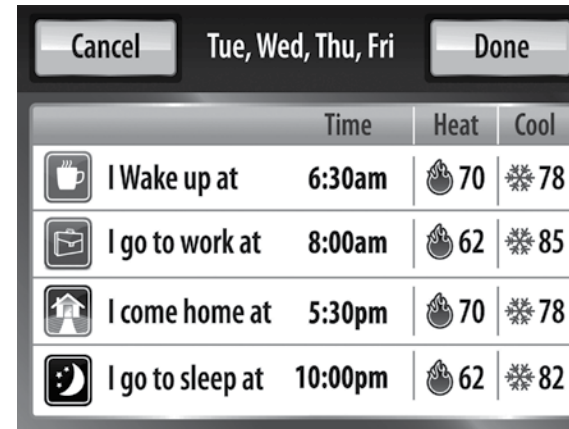 Cancel Tue, Wed, Thu, Fri Done
Time Heat Cool
I Wake up at 6:30am 70 78
I go to work at 8:00am 62 85
I come home at 5:30pm 70 78
I go to sleep at 10:00pm 62 82